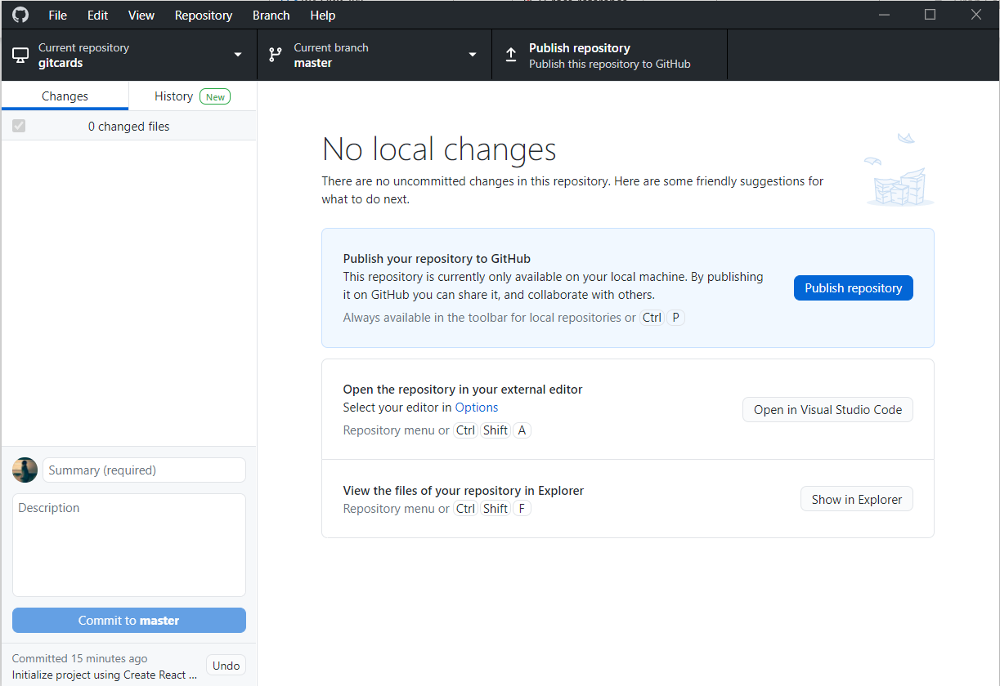 File Edit View Repository Branch Help
Current repository
gitcards
Current branch
master
Publish repository
Publish this repository to GitHub
Changes
History New
0 changed files
No local changes
There are no uncommitted changes in this repository. Here are some friendly suggestions for
what to do next.
Publish your repository to GitHub
This repository is currently only available on your local machine. By publishing
it on GitHub you can share it, and collaborate with others.
Always available in the toolbar for local repositories or Ctrl P
Publish repository
Open the repository in your external editor
Select your editor in Options
Repository menu or Ctrl Shift A
Open in Visual Studio Code
View the files of your repository in Explorer
Repository menu or Ctrl Shift F
Show in Explorer
Summary (required)
Description
Commit to master
Committed 15 minutes ago
Initialize project using Create React ...
Undo